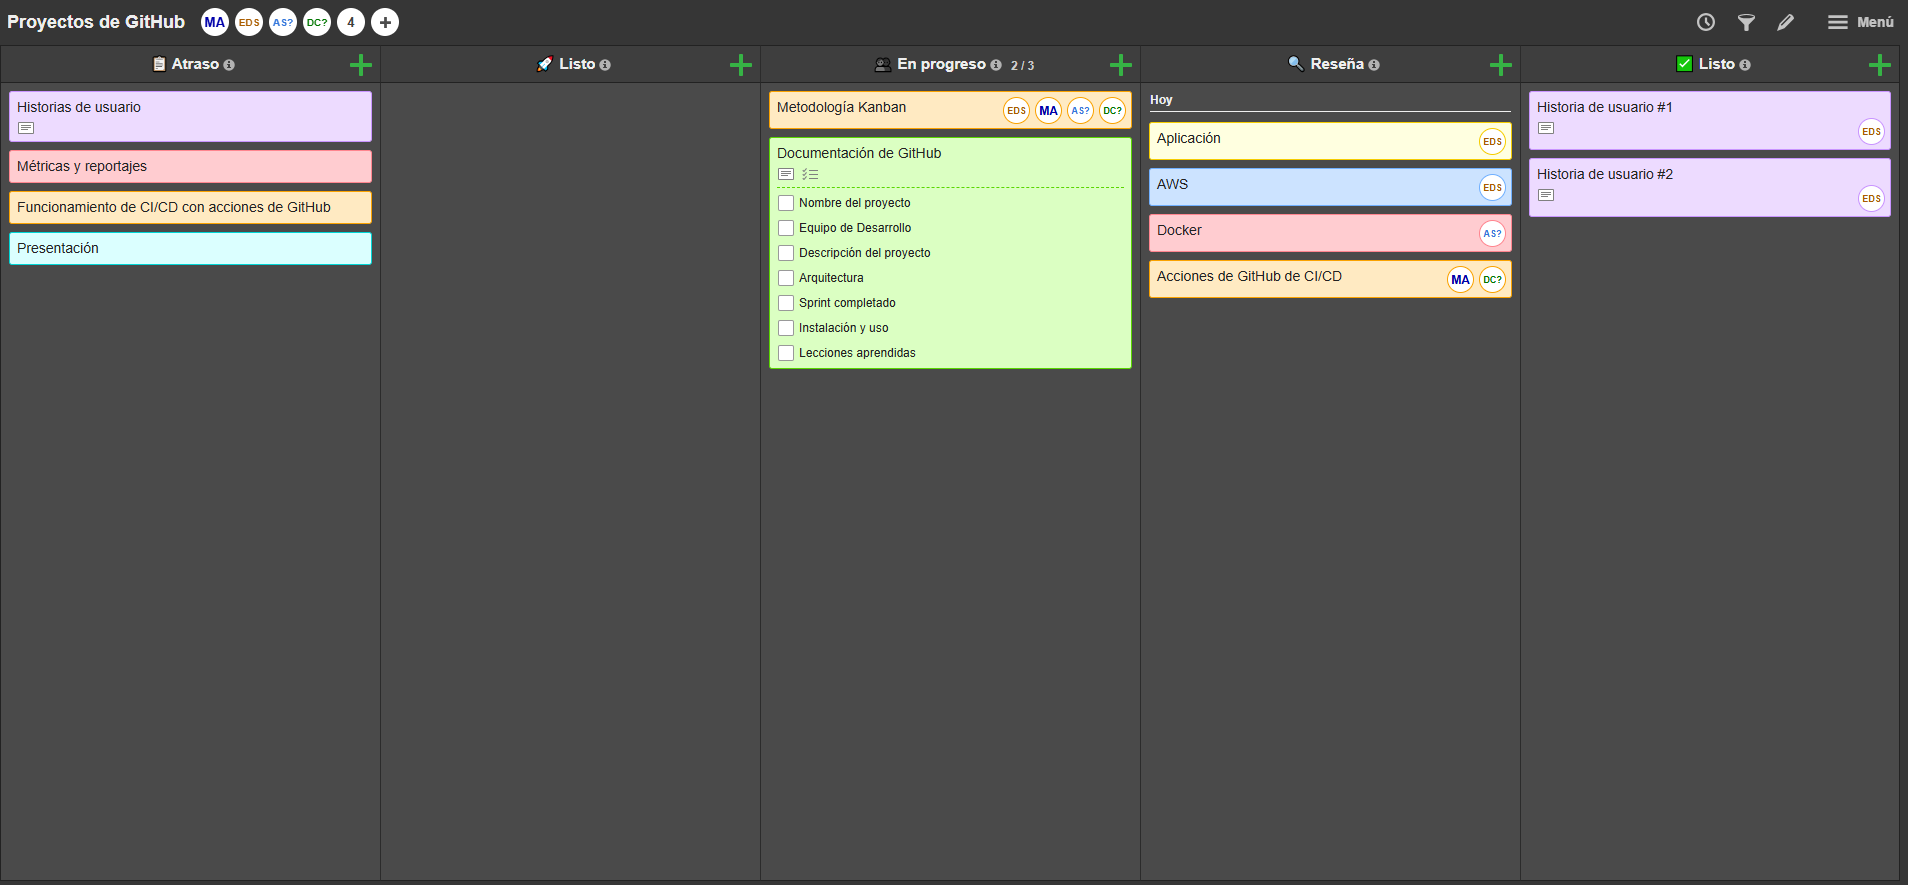 Proyectos de GitHub MA EDS AS? DC? 4 + Menú
Atraso
Historias de usuario
Métricas y reportajes
Funcionamiento de CI/CD con acciones de GitHub
Presentación
Listo
En progreso 2 / 3
Metodología Kanban EDS MA AS? DC?
Documentación de GitHub
Nombre del proyecto
Equipo de Desarrollo
Descripción del proyecto
Arquitectura
Sprint completado
Instalación y uso
Lecciones aprendidas
Reseña
Hoy
Aplicación EDS
AWS EDS
Docker AS?
Acciones de GitHub de CI/CD MA DC?
Listo
Historia de usuario #1
EDS
Historia de usuario #2
EDS